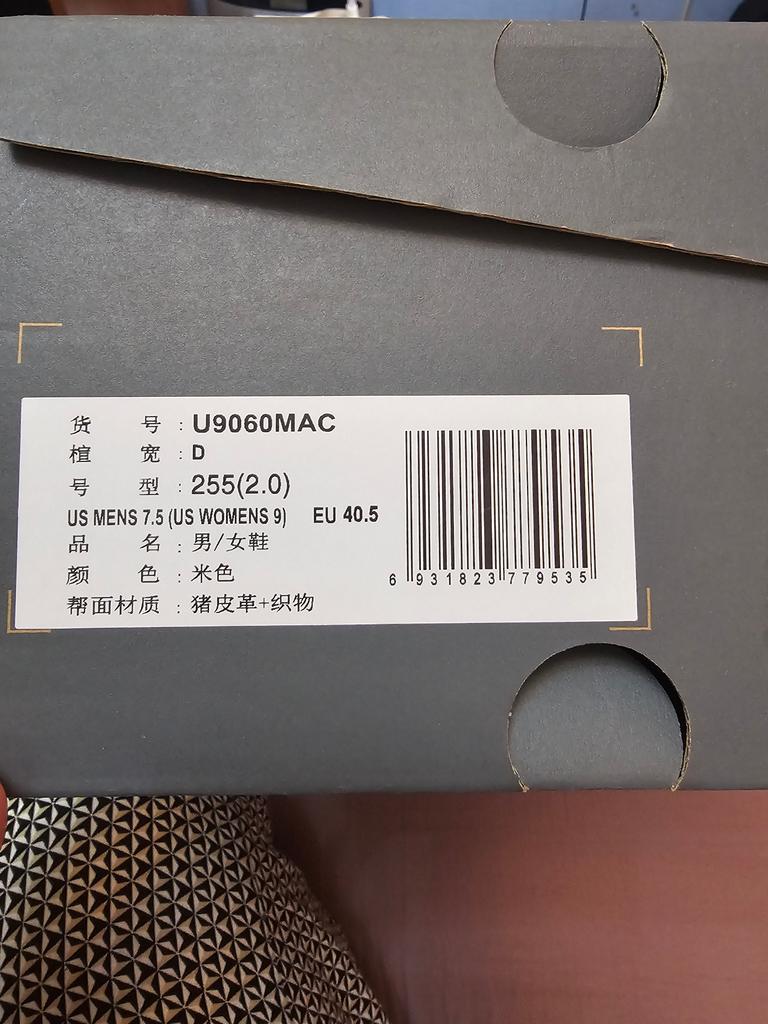 货 号 : U9060MAC
楦 宽 : D
号 型 : 255(2.0)
US MENS 7.5 (US WOMENS 9) EU 40.5
品 名 : 男/女鞋
颜 色 : 米色
帮面材质 : 猪皮革+织物
6 931823 779535